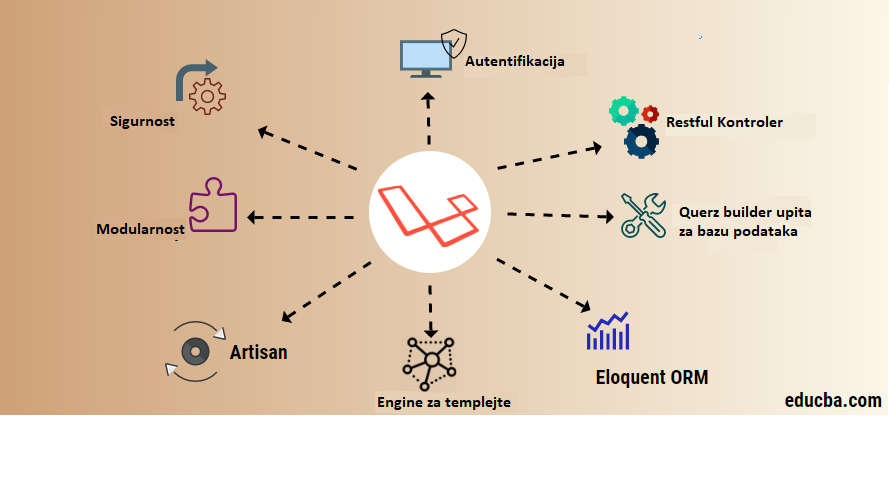 Autentifikacija
Sigurnost
Restful Kontroler
Modularnost
Querz builder upita
za bazu podataka
Artisan
Eloquent ORM
Engine za templejte
educba.com